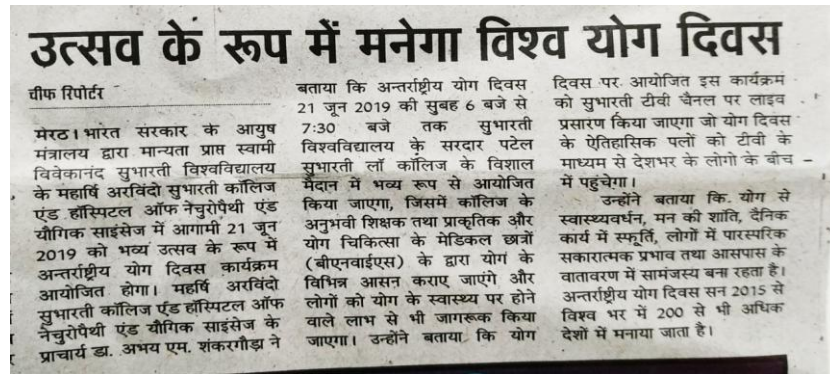 उत्सव के रूप में मनेगा विश्व योग दिवस
चीफ रिपोर्टर
मेरठ। भारत सरकार के आयुष
मंत्रालय द्वारा मान्यता प्राप्त स्वामी
विवेकानंद सुभारती विश्वविद्यालय
के महार्षि अरविंदो सुभारती कॉलिज
एंड हॉस्पिटल ऑफ नेचुरोपैथी एंड
यौगिक साइंसेज में आगामी 21 जून
2019 को भव्य उत्सव के रूप में
अन्तर्राष्ट्रीय योग दिवस कार्यक्रम
आयोजित होगा। महर्षि अरविंदो
सुभारती कॉलिज एंड हॉस्पिटल ऑफ
नेचुरोपैथी एंड यौगिक साइंसेज के
प्राचार्य डा. अभय एम. शंकरगौड़ा ने
बताया कि अन्तर्राष्ट्रीय योग दिवस
21 जून 2019 की सुबह 6 बजे से
7:30 बजे तक सुभारती
विश्वविद्यालय के सरदार पटेल
सुभारती लॉ कॉलिज के विशाल
मैदान में भव्य रूप से आयोजित
किया जाएगा, जिसमें कॉलिज के
अनुभवी शिक्षक तथा प्राकृतिक और
योग चिकित्सा के मेडिकल छात्रों
(बीएनवाईएस) के द्वारा योग के
विभिन्न आसन कराए जाएंगे और
लोगों को योग के स्वास्थ्य पर होने
वाले लाभ से भी जागरूक किया
जाएगा। उन्होंने बताया कि योग
दिवस पर आयोजित इस कार्यक्रम
को सुभारती टीवी चैनल पर लाइव
प्रसारण किया जाएगा जो योग दिवस
के ऐतिहासिक पलों को टीवी के
माध्यम से देशभर के लोगो के बीच
में पहुंचेगा।
उन्होंने बताया कि योग से
स्वास्थ्यवर्धन, मन की शांति, दैनिक
कार्य में स्फूर्ति, लोगों में पारस्परिक
सकारात्मक प्रभाव तथा आसपास के
वातावरण में सामंजस्य बना रहता है।
अन्तर्राष्ट्रीय योग दिवस सन 2015 से
विश्व भर में 200 से भी अधिक
देशों में मनाया जाता है।